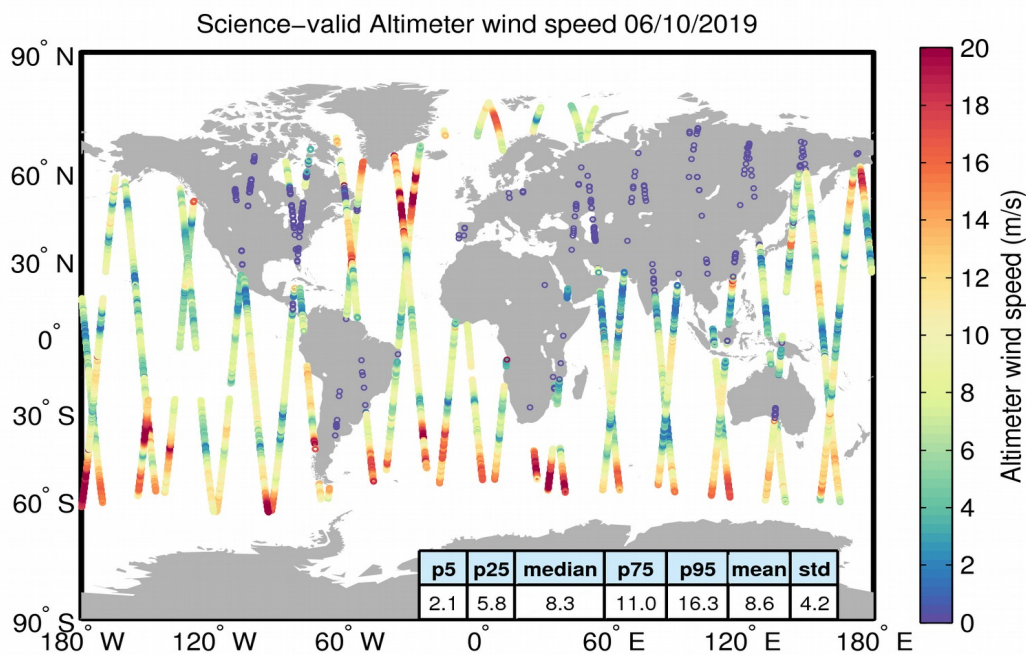 Science−valid Altimeter wind speed 06/10/2019
90° N
60° N
30° N
0°
30° S
60° S
90° S
180° W
120° W
60° W
0°
60° E
120° E
180° E
p5 p25 median p75 p95 mean std
2.1 5.8 8.3 11.0 16.3 8.6 4.2
20
18
16
14
12
10
8
6
4
2
0
Altimeter wind speed (m/s)